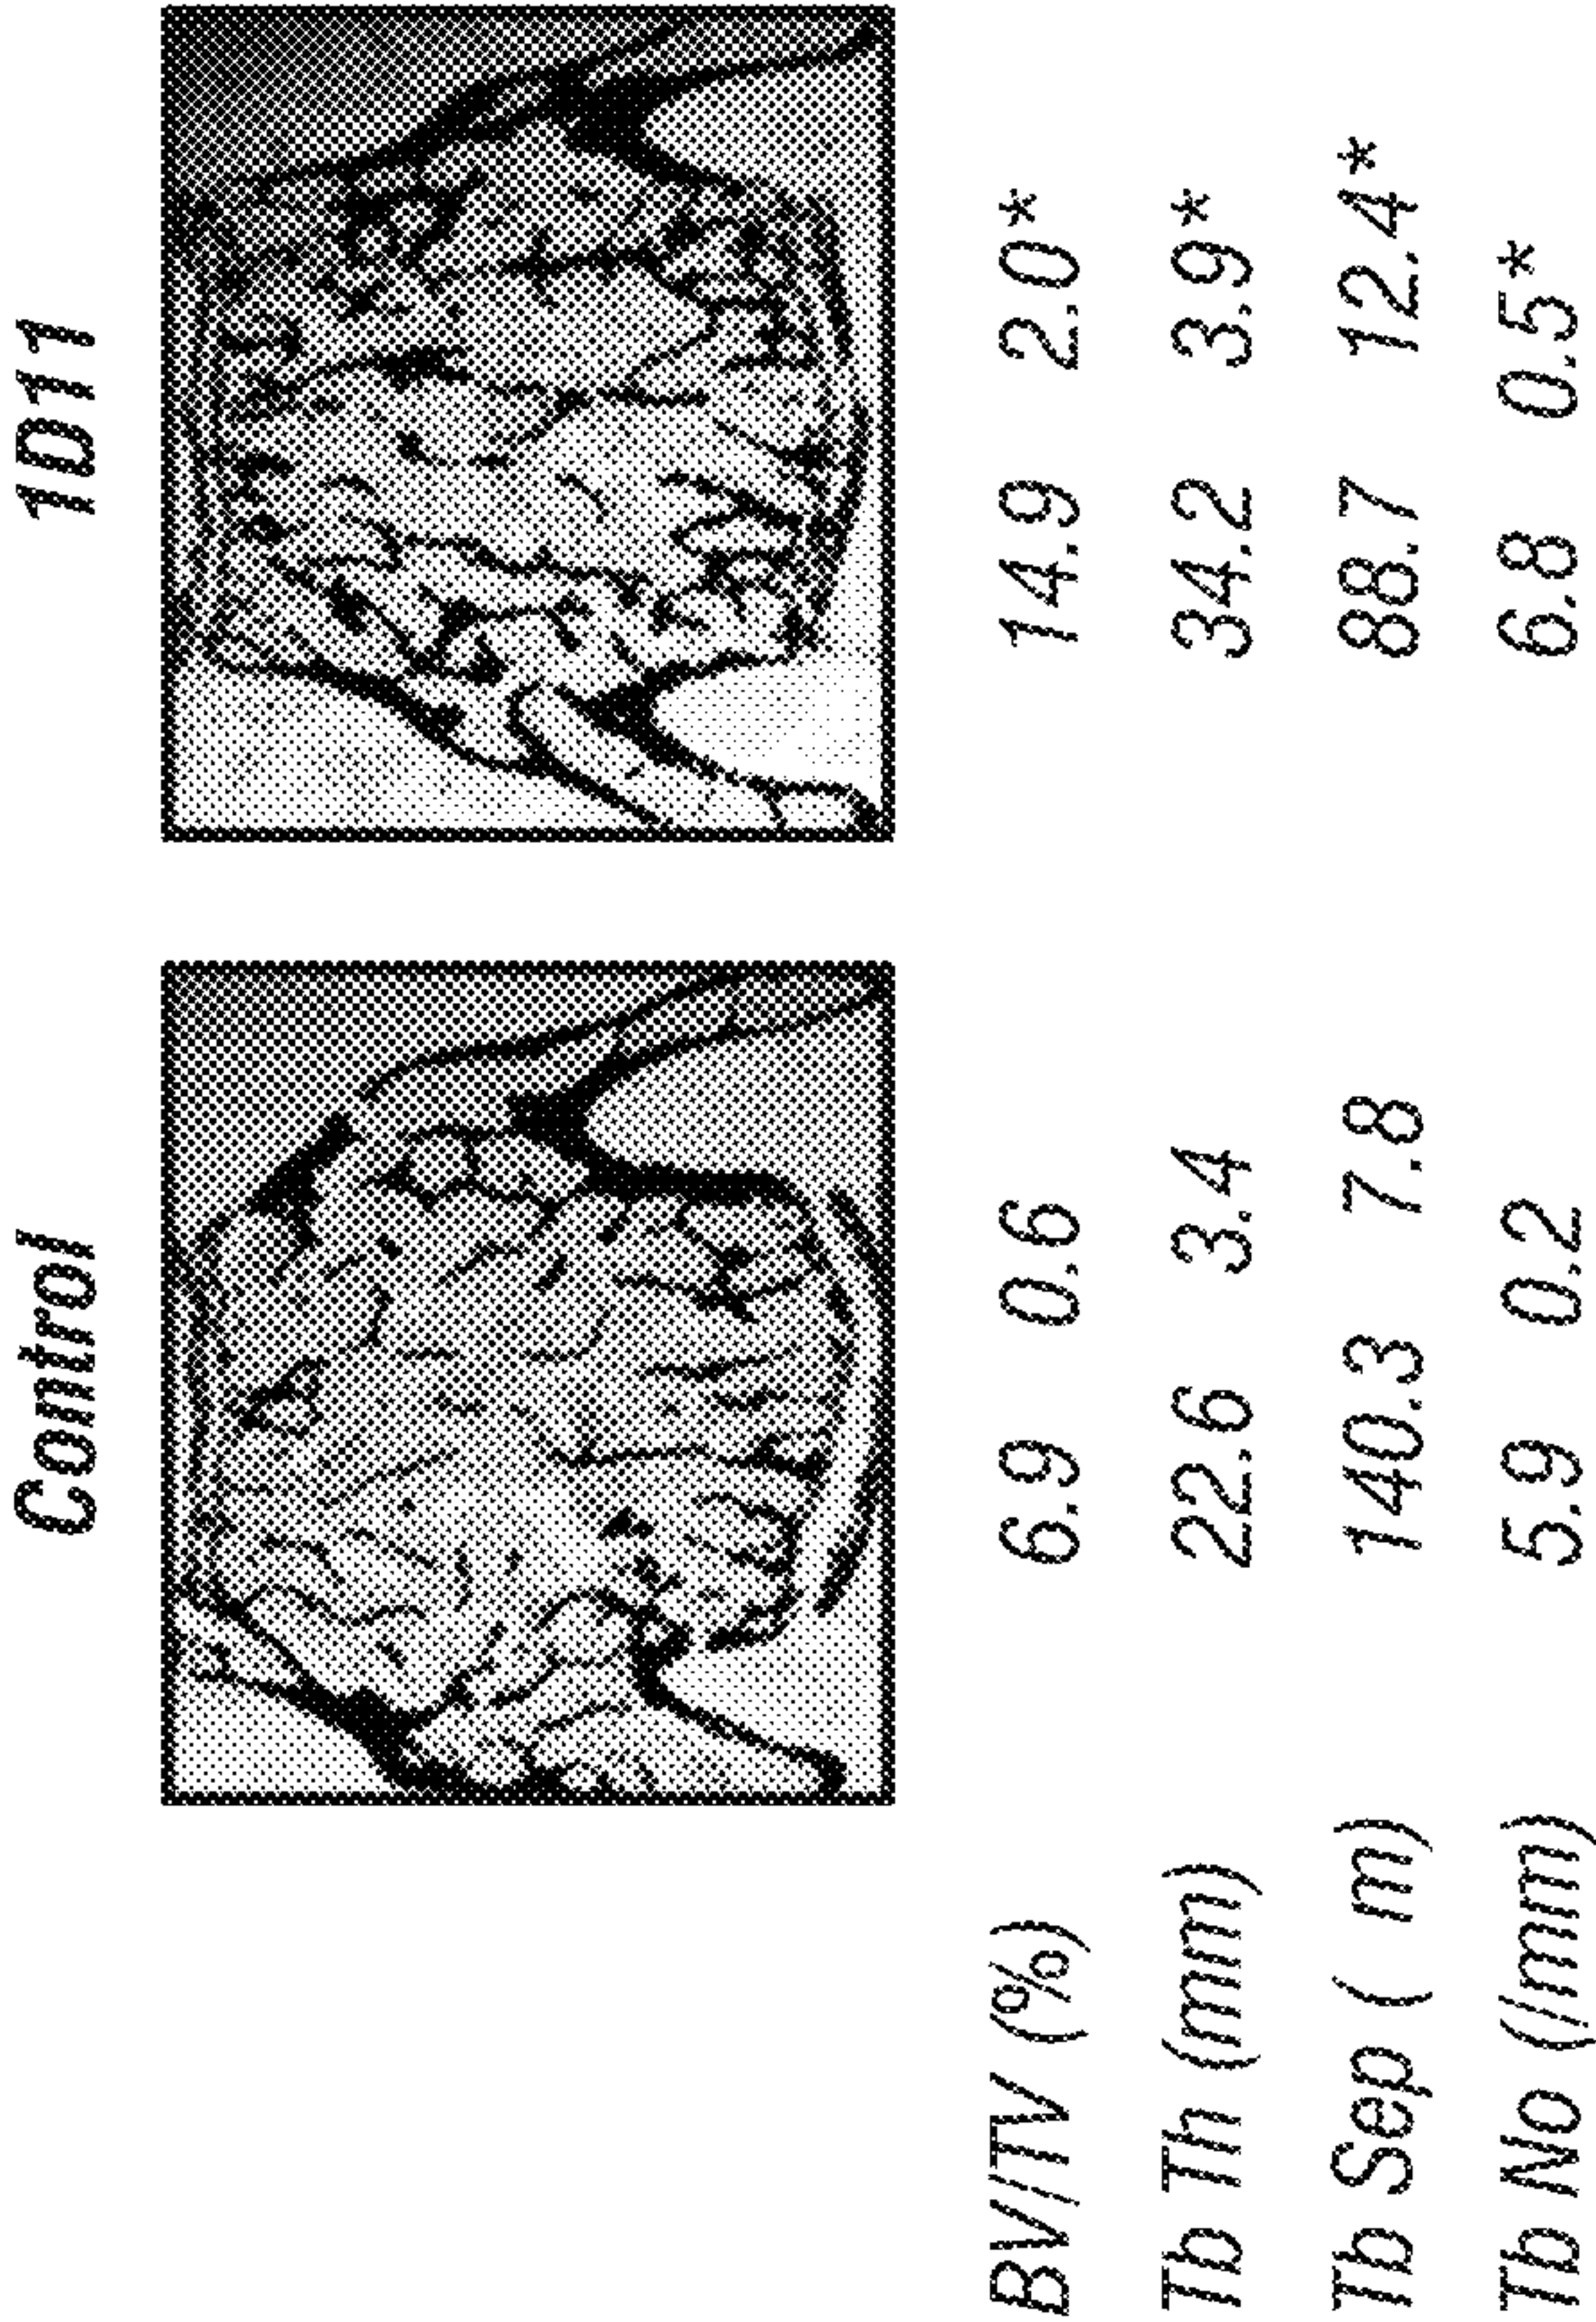 Control 1D11
BV/TV (%) 6.9 0.6 14.9 2.0*
Tb Th (mm) 22.6 3.4 34.2 3.9*
Tb Sep ( m) 140.3 7.8 88.7 12.4*
Tb No (/mm) 5.9 0.2 6.8 0.5*